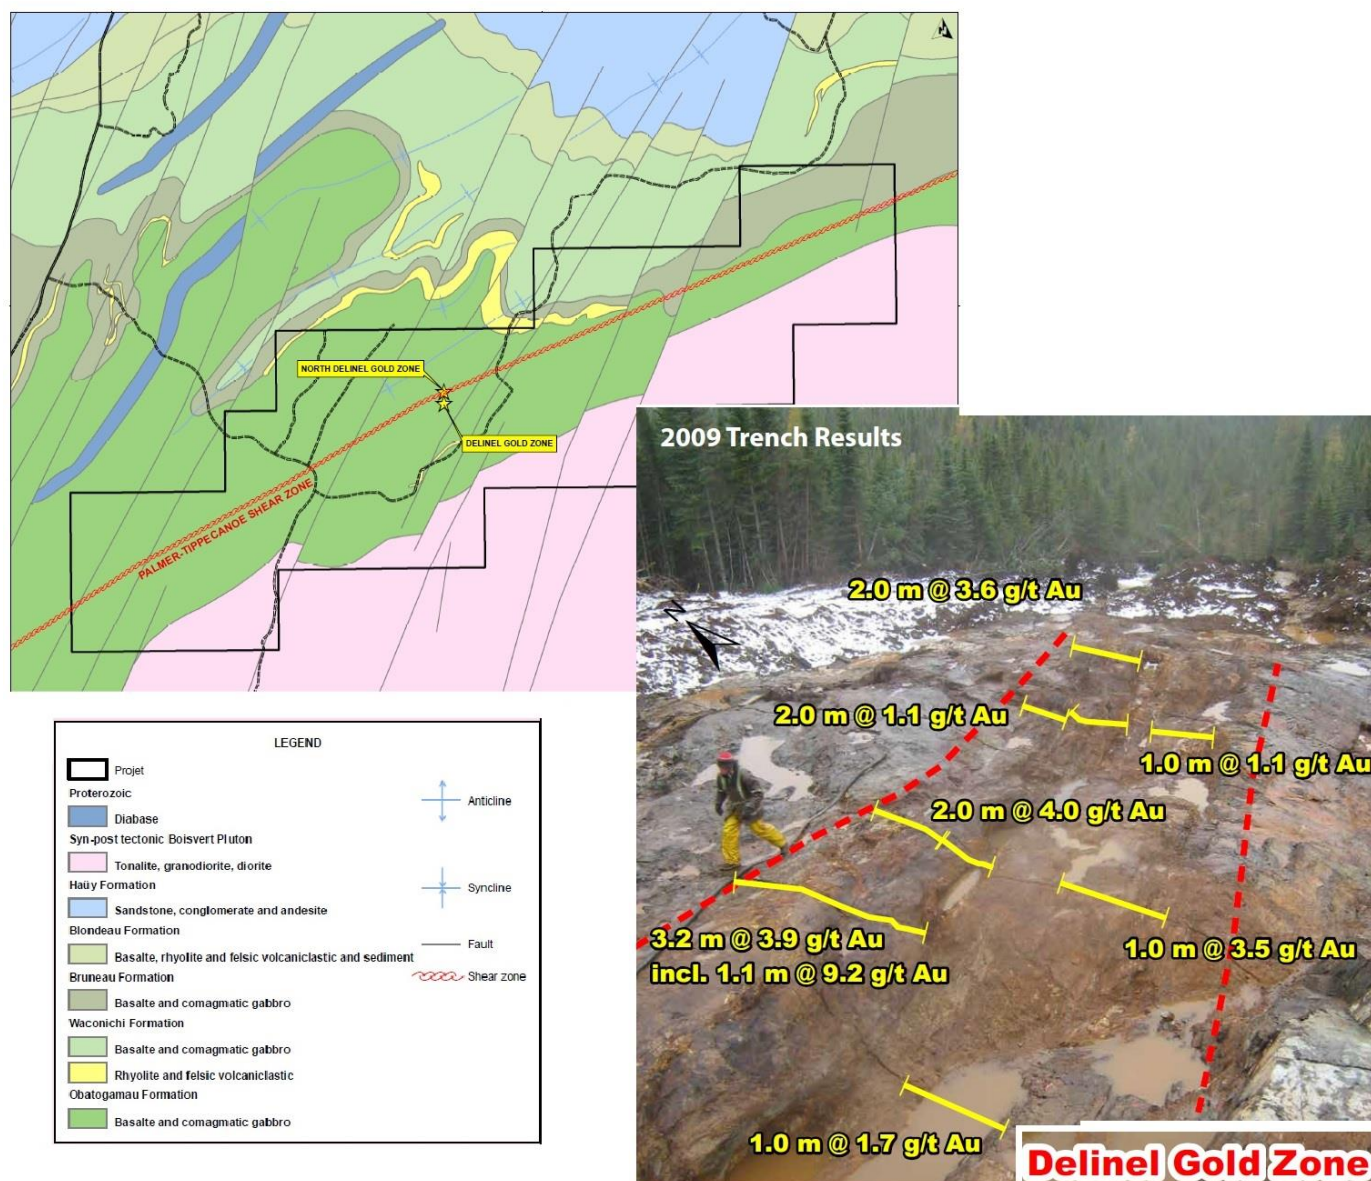 N
NORTH DELINEL GOLD ZONE
DELINEL GOLD ZONE
PALMER-TIPPECANOE SHEAR ZONE
2009 Trench Results
2.0 m @ 3.6 g/t Au
N
2.0 m @ 1.1 g/t Au
1.0 m @ 1.1 g/t Au
2.0 m @ 4.0 g/t Au
3.2 m @ 3.9 g/t Au
incl. 1.1 m @ 9.2 g/t Au
1.0 m @ 3.5 g/t Au
1.0 m @ 1.7 g/t Au
Delinel Gold Zone
LEGEND
Projet
Proterozoic
Diabase
Syn-post tectonic Boisvert Pluton
Tonalite, granodiorite, diorite
Haüy Formation
Sandstone, conglomerate and andesite
Blondeau Formation
Basalte, rhyolite and felsic volcaniclastic and sediment
Bruneau Formation
Basalte and comagmatic gabbro
Waconichi Formation
Basalte and comagmatic gabbro
Rhyolite and felsic volcaniclastic
Obatogamau Formation
Basalte and comagmatic gabbro
Anticline
Syncline
Fault
Shear zone